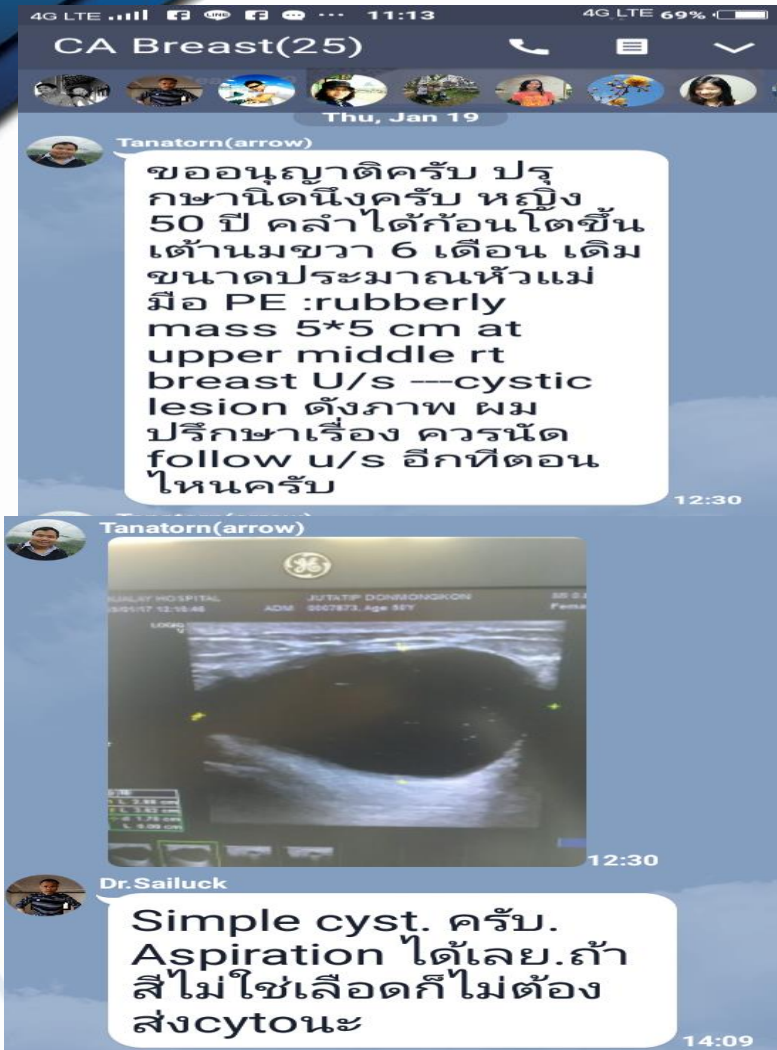 4G LTE 11:13 4G LTE 69%
CA Breast(25)
Thu, Jan 19
Tanatorn(arrow)
ขออนุญาติครับ ปรุ
กษานิดนึงครับ หญิง
50 ปี คลำได้ก้อนโตขึ้น
เต้านมขวา 6 เดือน เดิม
ขนาดประมาณหัวแม่
มือ PE :rubberly
mass 5*5 cm at
upper middle rt
breast U/s ---cystic
lesion ดังภาพ ผม
ปรึกษาเรื่อง ควรนัด
follow u/s อีกทีตอน
ไหนครับ
12:30
Tanatorn(arrow)
HOSPITAL
ADM
LOGIQ
12:30
Dr.Sailuck
Simple cyst. ครับ.
Aspiration ได้เลย.ถ้า
สีไม่ใช่เลือดก็ไม่ต้อง
ส่งcytoนะ
14:09